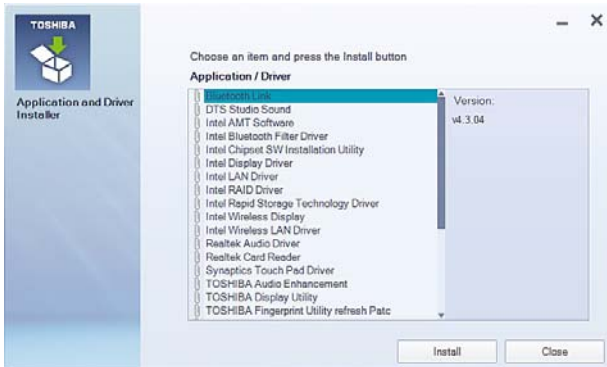 TOSHIBA
Application and Driver
Installer
Choose an item and press the Install button
Application / Driver
Bluetooth Link
DTS Studio Sound
Intel AMT Software
Intel Bluetooth Filter Driver
Intel Chipset SW Installation Utility
Intel Display Driver
Intel LAN Driver
Intel RAID Driver
Intel Rapid Storage Technology Driver
Intel Wireless Display
Intel Wireless LAN Driver
Realtek Audio Driver
Realtek Card Reader
Synaptics Touch Pad Driver
TOSHIBA Audio Enhancement
TOSHIBA Display Utility
TOSHIBA Fingerprint Utility refresh Patc
Version:
v4.3.04
Install
Close